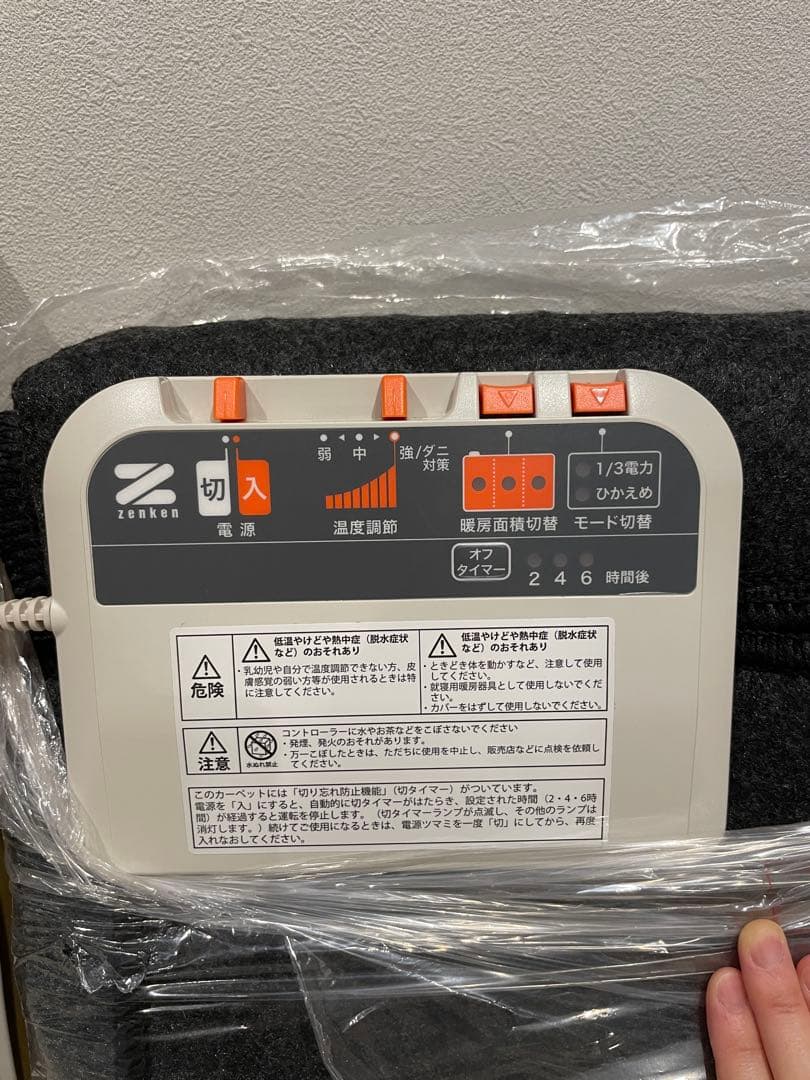 弱 中 強/ダニ
対策
1/3電力
ひかえめ
zenken
切 入
電源
温度調節
暖房面積切替
モード切替
オフ
タイマー
2 4 6 時間後
危険
低温やけどや熱中症（脱水症状
など）のおそれあり
・乳幼児や自分で温度調節できない方、皮
膚感覚の弱い方等が使用されるときは特
に注意してください。
低温やけどや熱中症（脱水症状
など）のおそれあり
・ときどき体を動かすなど、注意して使用
してください。
・就寝用暖房器具として使用しないでくだ
さい。
・カバーをはずして使用しないでください。
注意
水ぬれ禁止
コントローラーに水やお茶などをこぼさないでください
・発煙、発火のおそれがあります。
・万一こぼしたときは、ただちに使用を中止し、販売店などに点検を依頼し
てください。
このカーペットには「切り忘れ防止機能」（切タイマー）がついています。
電源を「入」にすると、自動的に切タイマーがはたらき、設定された時間（2・4・6時
間）が経過すると運転を停止します。（切タイマーランプが点滅し、その他のランプは
消灯します。）続けてご使用になるときは、電源ツマミを一度「切」にしてから、再度
入れなおしてください。